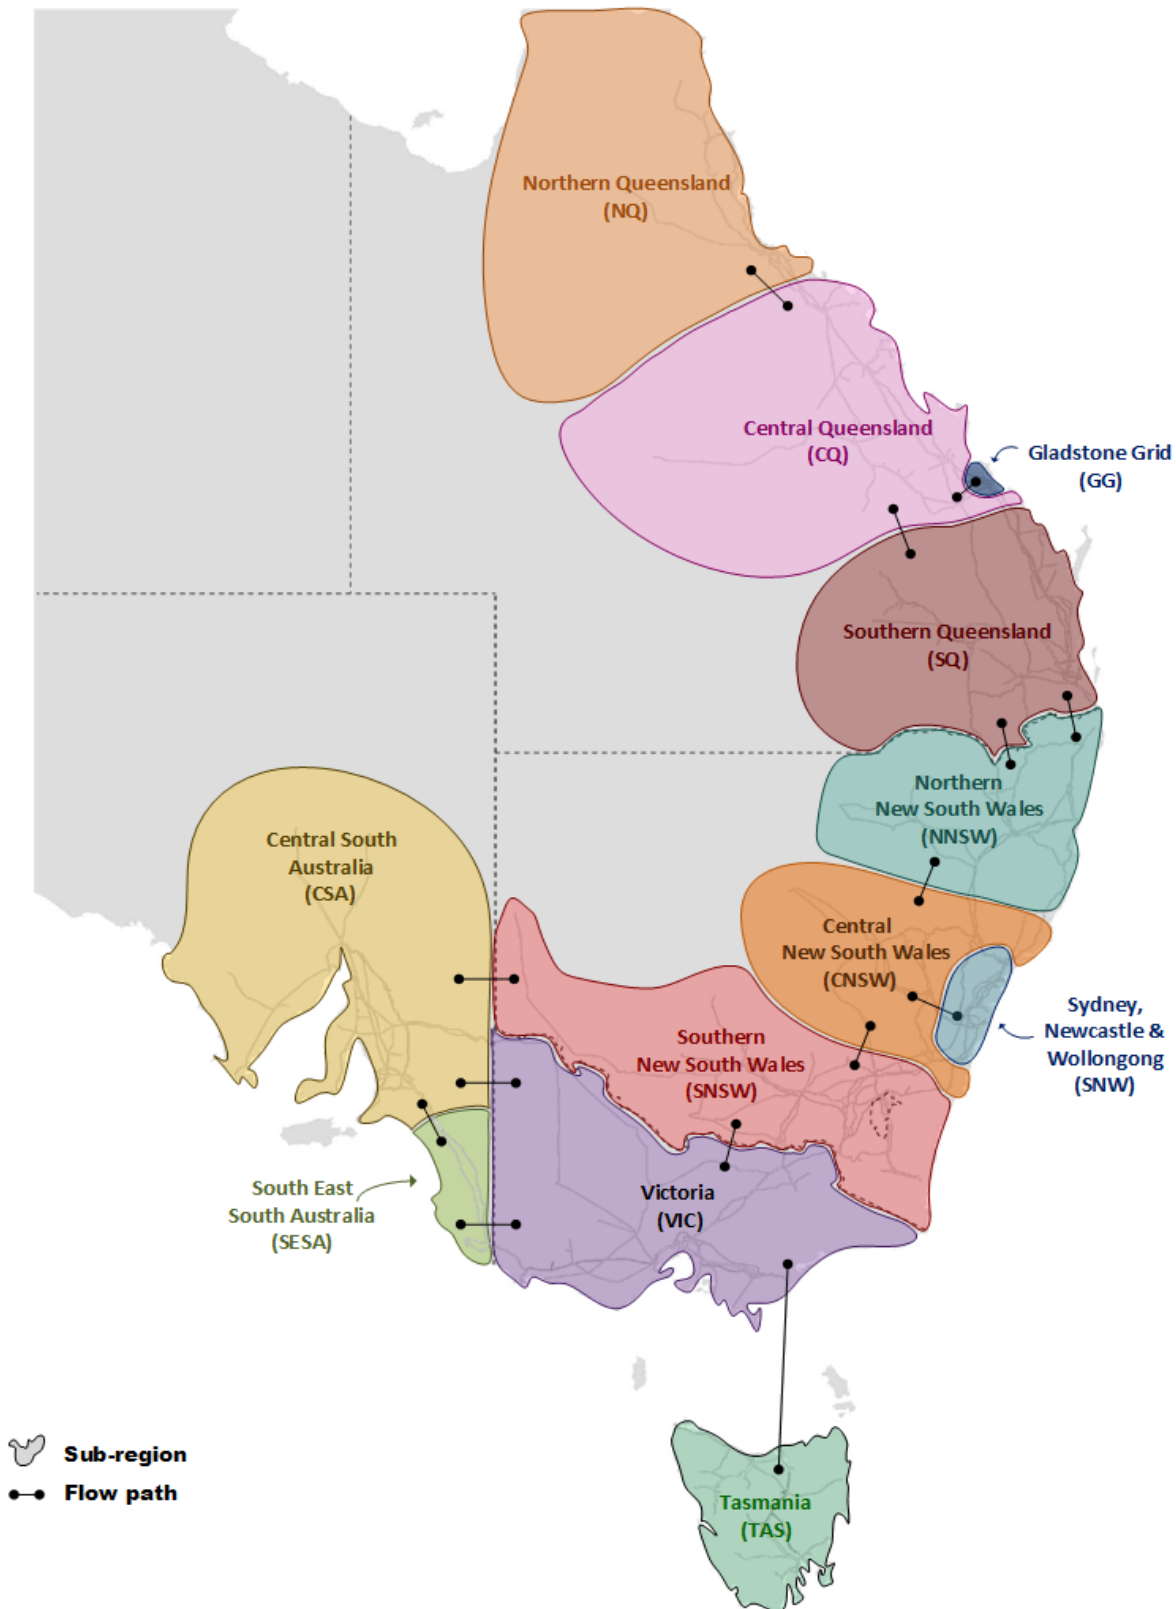 Northern Queensland
(NQ)
Central Queensland
(CQ)
Gladstone Grid
(GG)
Southern Queensland
(SQ)
Northern
New South Wales
(NNSW)
Central South
Australia
(CSA)
Central
New South Wales
(CNSW)
Sydney,
Newcastle &
Wollongong
(SNW)
Southern
New South Wales
(SNSW)
South East
South Australia
(SESA)
Victoria
(VIC)
Sub-region
Flow path
Tasmania
(TAS)